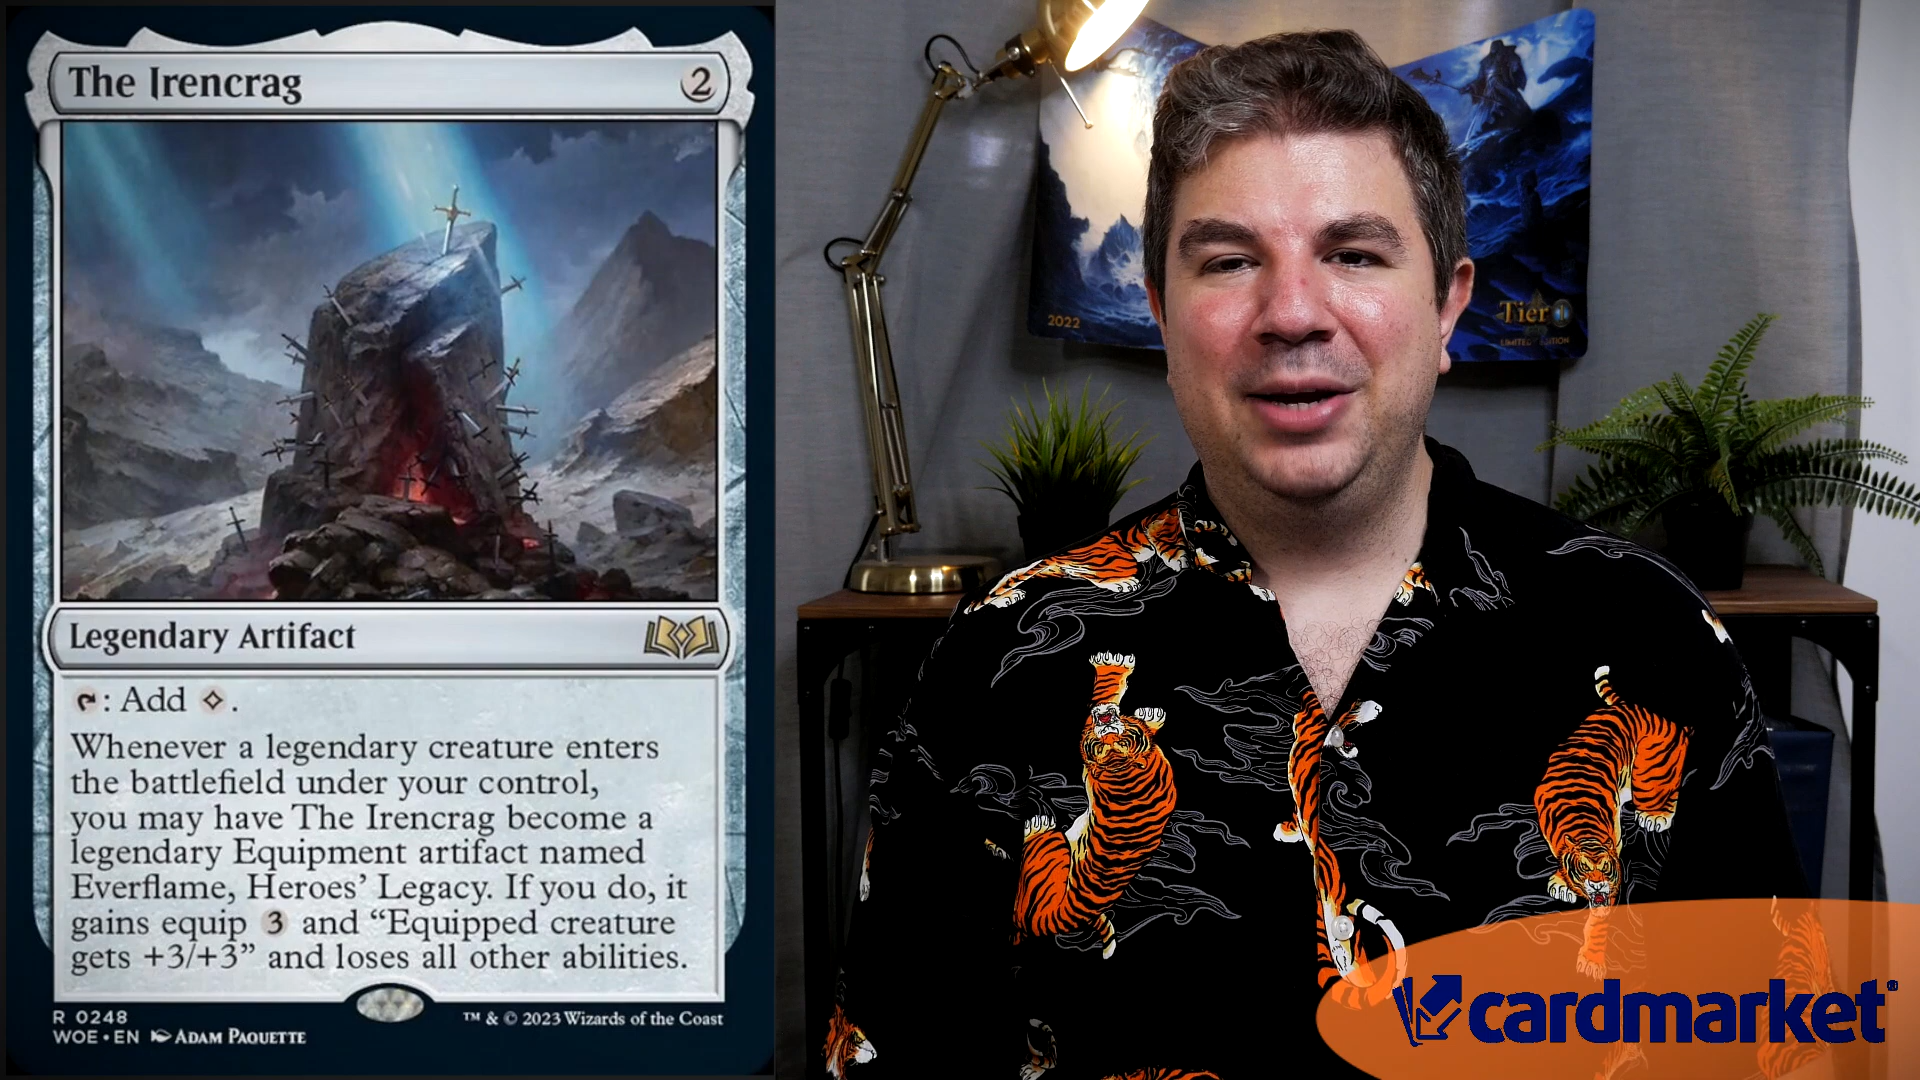 The Irencrag
2
Legendary Artifact
: Add .
Whenever a legendary creature enters
the battlefield under your control,
you may have The Irencrag become a
legendary Equipment artifact named
Everflame, Heroes’ Legacy. If you do, it
gains equip 3 and “Equipped creature
gets +3/+3” and loses all other abilities.
R 0248
WOE • EN ADAM PAQUETTE
™ & © 2023 Wizards of the Coast
2022
Tier 1
LIMITED EDITION
cardmarket®